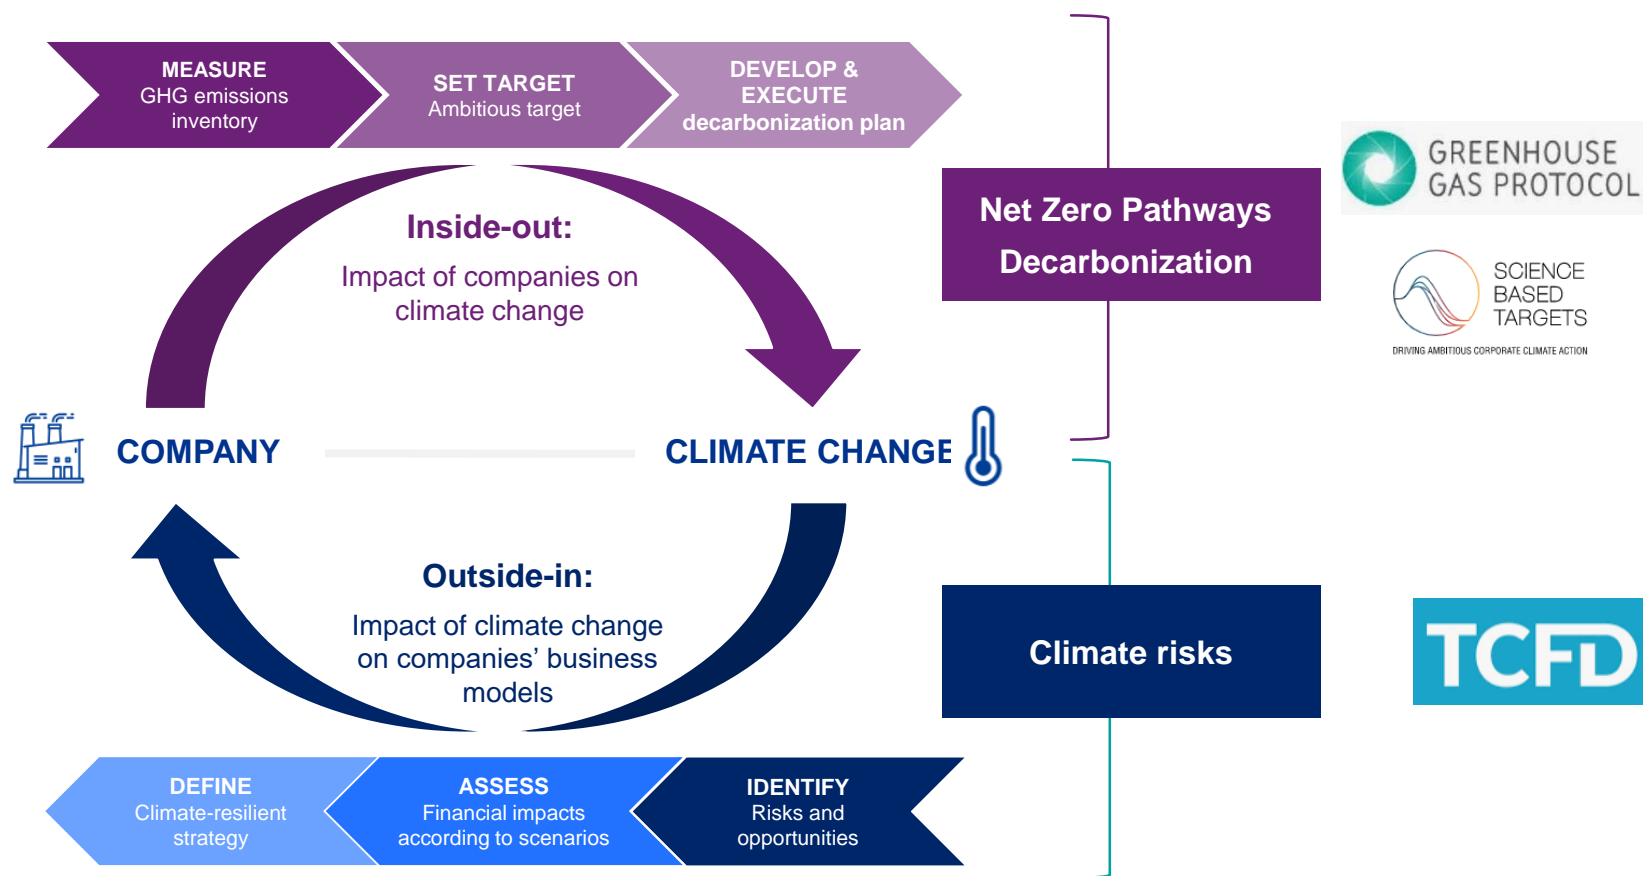 MEASURE
GHG emissions
inventory
SET TARGET
Ambitious target
DEVELOP &
EXECUTE
decarbonization plan
Inside-out:
Impact of companies on
climate change
Net Zero Pathways
Decarbonization
GREENHOUSE
GAS PROTOCOL
SCIENCE
BASED
TARGETS
DRIVING AMBITIOUS CORPORATE CLIMATE ACTION
COMPANY
CLIMATE CHANGE
Outside-in:
Impact of climate change
on companies’ business
models
Climate risks
TCFD
DEFINE
Climate-resilient
strategy
ASSESS
Financial impacts
according to scenarios
IDENTIFY
Risks and
opportunities